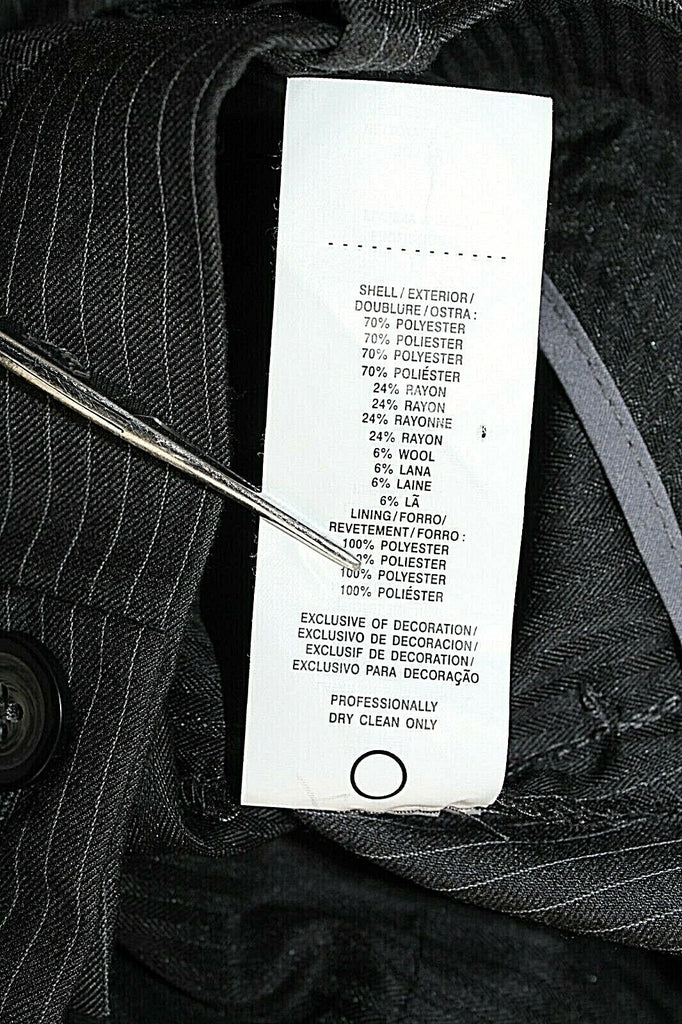 SHELL/EXTERIOR/
DOUBLURE/OSTRA:
70% POLYESTER
70% POLIESTER
70% POLYESTER
70% POLIÉSTER
24% RAYON
24% RAYON
24% RAYONNE
24% RAYON
6% WOOL
6% LANA
6% LAINE
6% LÃ
LINING/FORRO/
REVETEMENT/FORRO:
100% POLYESTER
0% POLIESTER
100% POLYESTER
100% POLIÉSTER
EXCLUSIVE OF DECORATION/
EXCLUSIVO DE DECORACION/
EXCLUSIF DE DECORATION/
EXCLUSIVO PARA DECORAÇÃO
PROFESSIONALLY
DRY CLEAN ONLY